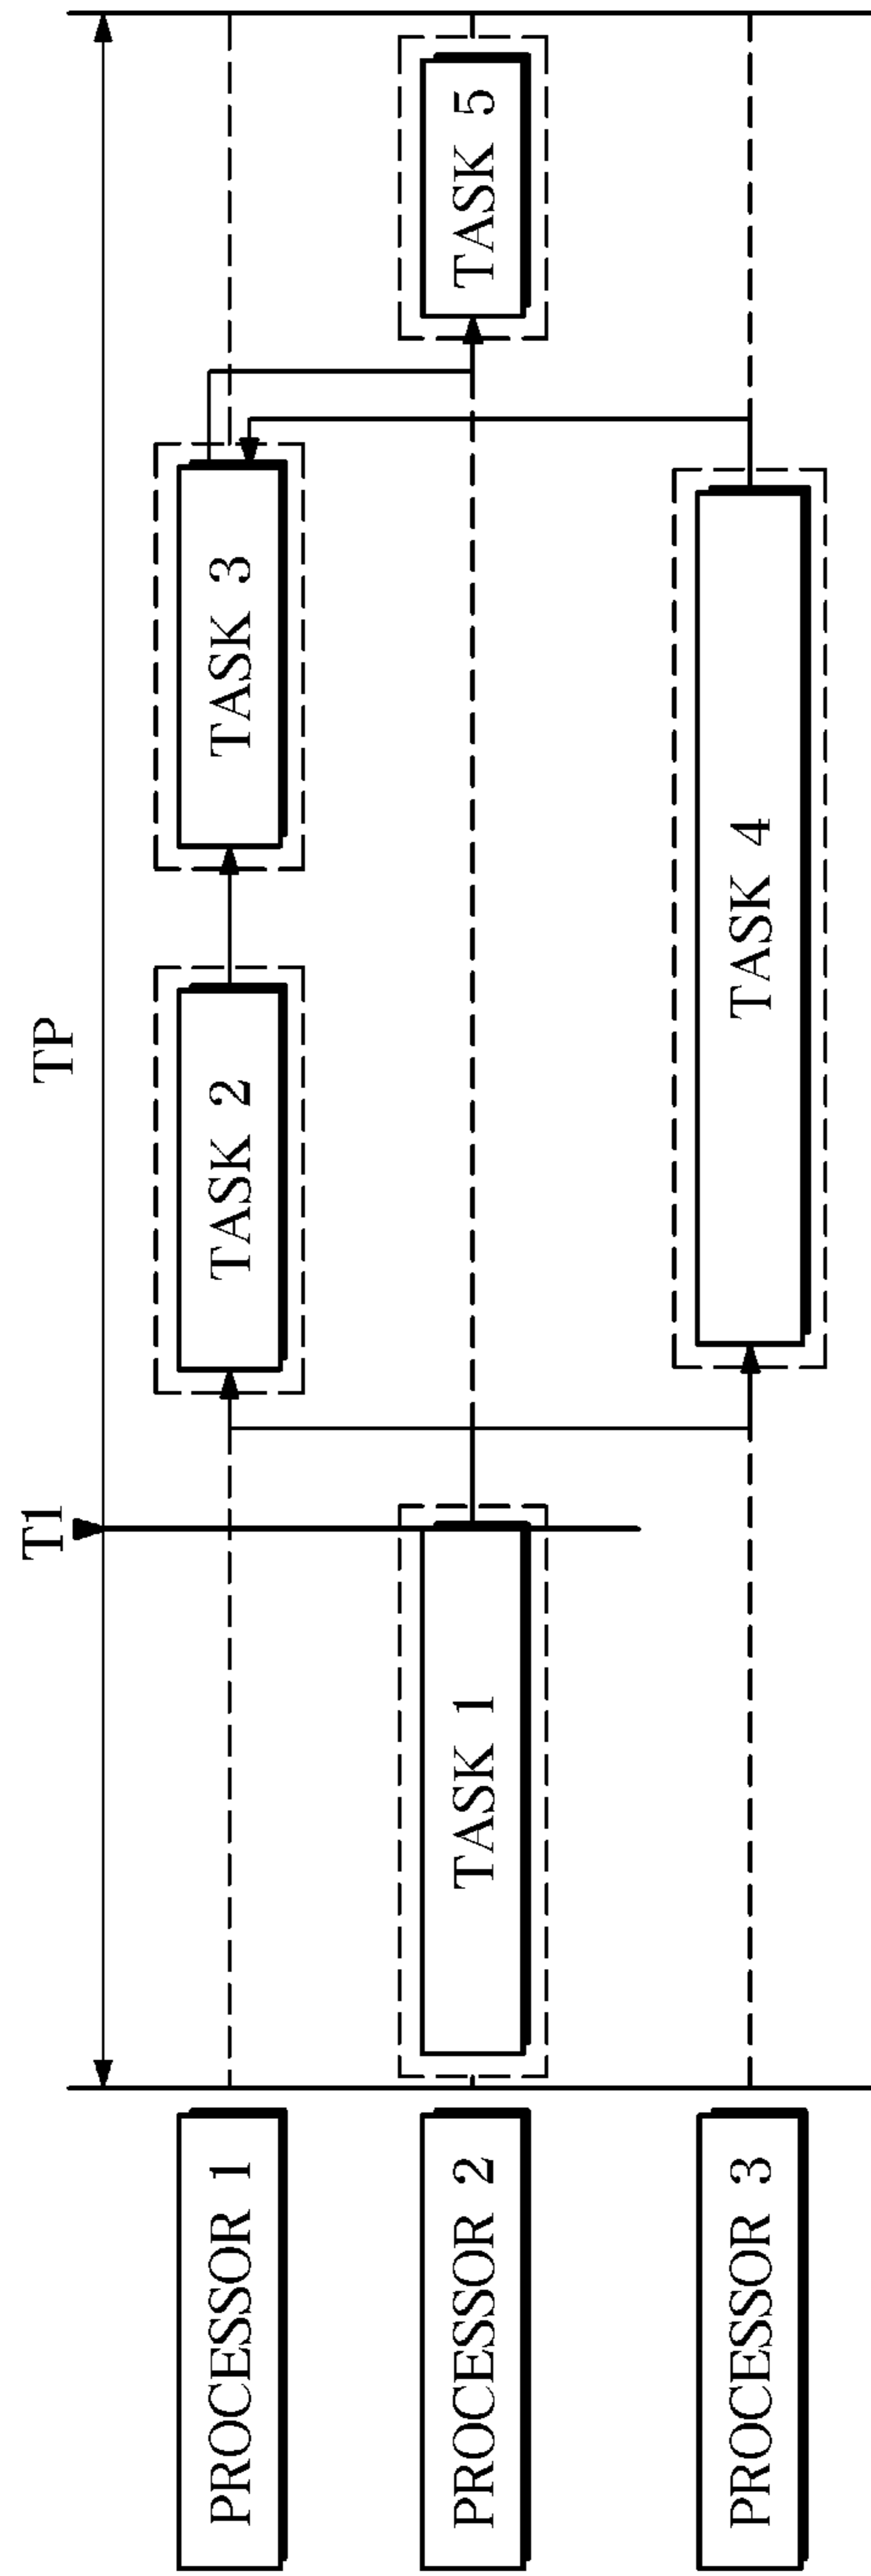 TP
T1
PROCESSOR 1
TASK 2
TASK 3
PROCESSOR 2
TASK 1
TASK 5
PROCESSOR 3
TASK 4